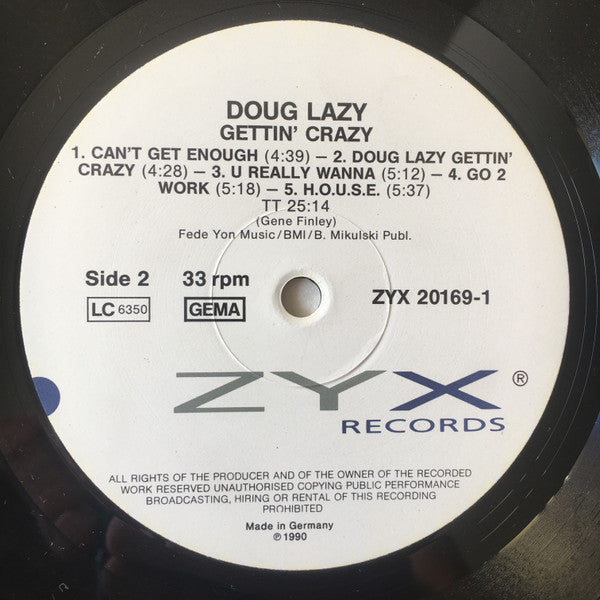 DOUG LAZY
GETTIN' CRAZY
1. CAN'T GET ENOUGH (4:39) – 2. DOUG LAZY GETTIN'
CRAZY (4:28) – 3. U REALLY WANNA (5:12) – 4. GO 2
WORK (5:18) – 5. H.O.U.S.E. (5:37)
TT 25:14
(Gene Finley)
Fede Yon Music/BMI/B. Mikulski Publ.
Side 2 33 rpm
LC 6350 GEMA ZYX 20169-1
ZYX ®
RECORDS
ALL RIGHTS OF THE PRODUCER AND OF THE OWNER OF THE RECORDED
WORK RESERVED UNAUTHORISED COPYING PUBLIC PERFORMANCE
BROADCASTING, HIRING OR RENTAL OF THIS RECORDING
PROHIBITED
Made in Germany
℗ 1990